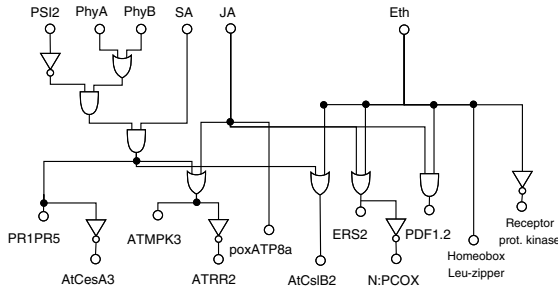 PSI2 PhyA PhyB SA JA Eth
PR1PR5
ATMPK3
poxATP8a
ERS2
PDF1.2
Receptor
prot. kinase
AtCesA3
ATRR2
AtCslB2
N:PCOX
Homeobox
Leu-zipper